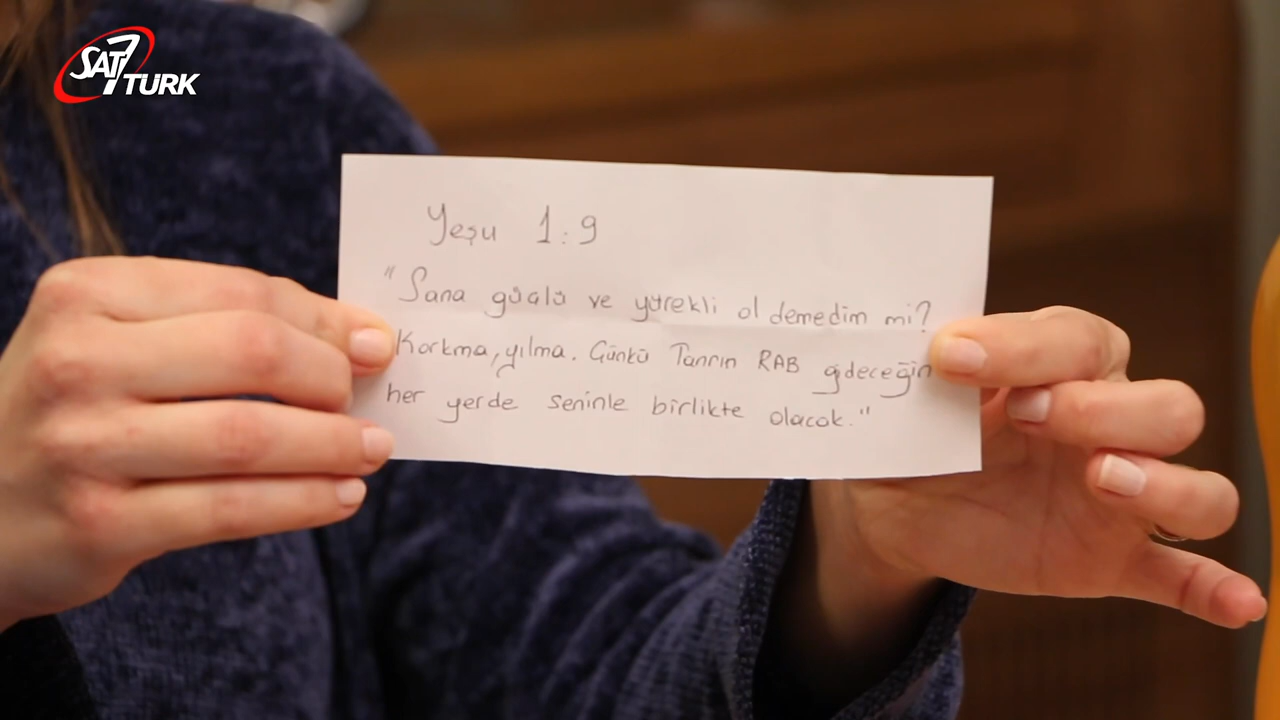 SAT7 TURK
Yeşu 1:9
"Sana güçlü ve yürekli ol demedim mi?
Korkma, yılma. Çünkü Tanrın RAB gideceğin
her yerde seninle birlikte olacak."